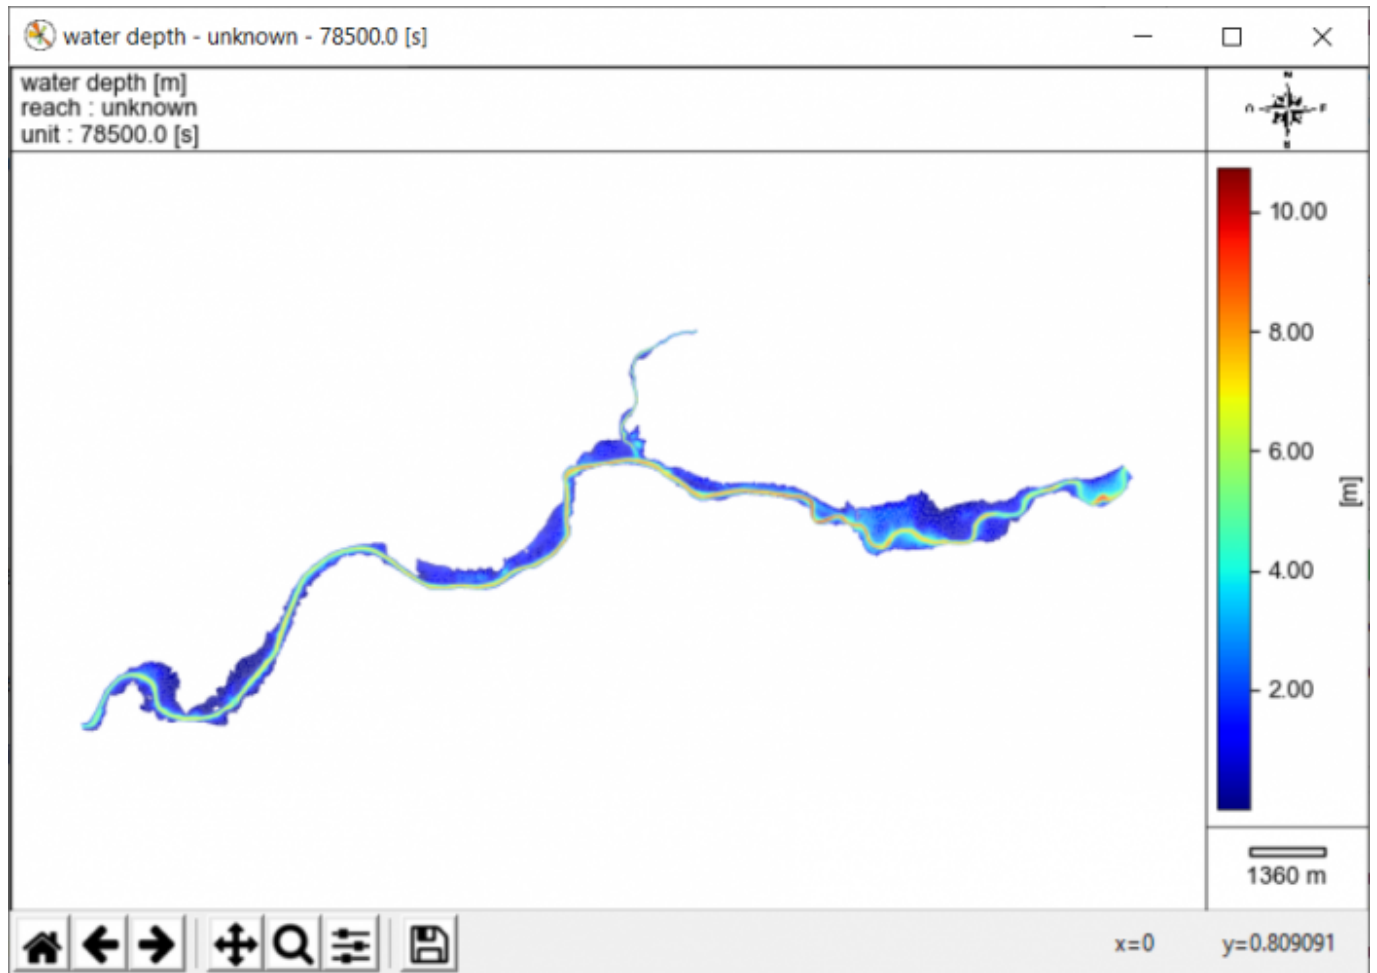 water depth - unknown - 78500.0 [s]
water depth [m]
reach : unknown
unit : 78500.0 [s]
N
O
E
10.00
8.00
6.00
4.00
2.00
[m]
1360 m
x=0 y=0.809091